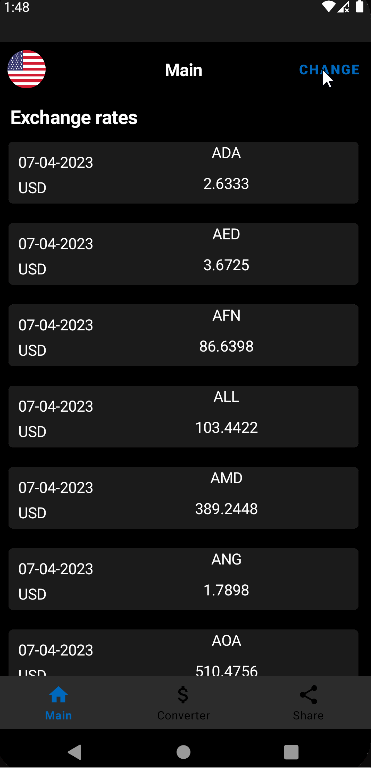 1:48
Main
CHANGE
Exchange rates
ADA
07-04-2023
2.6333
USD
AED
07-04-2023
3.6725
USD
AFN
07-04-2023
86.6398
USD
ALL
07-04-2023
103.4422
USD
AMD
07-04-2023
389.2448
USD
ANG
07-04-2023
1.7898
USD
AOA
07-04-2023
510.4756
USD
Main
Converter
Share